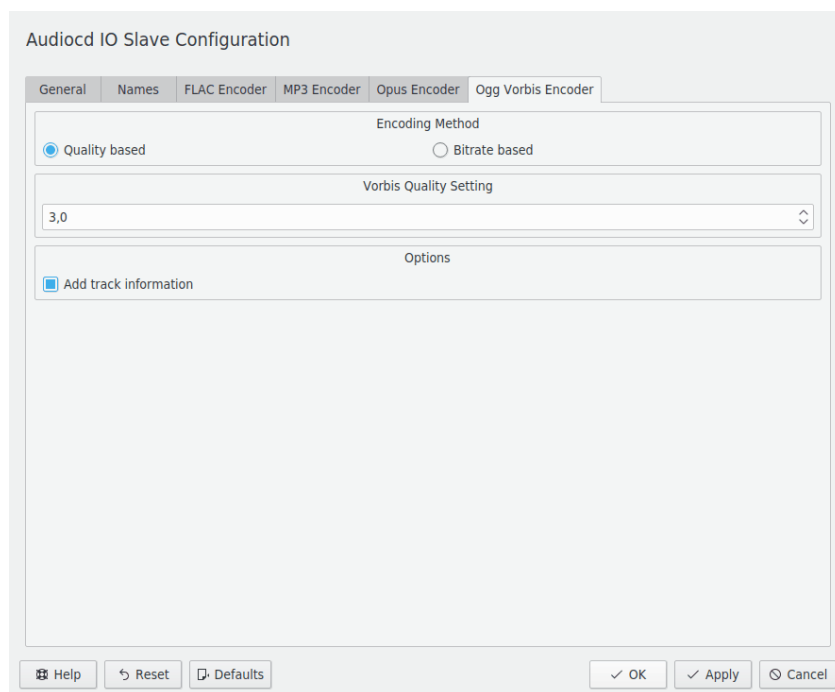 Audiocd IO Slave Configuration
General Names FLAC Encoder MP3 Encoder Opus Encoder Ogg Vorbis Encoder
Encoding Method
Quality based Bitrate based
Vorbis Quality Setting
3,0
Options
Add track information
Help Reset Defaults OK Apply Cancel